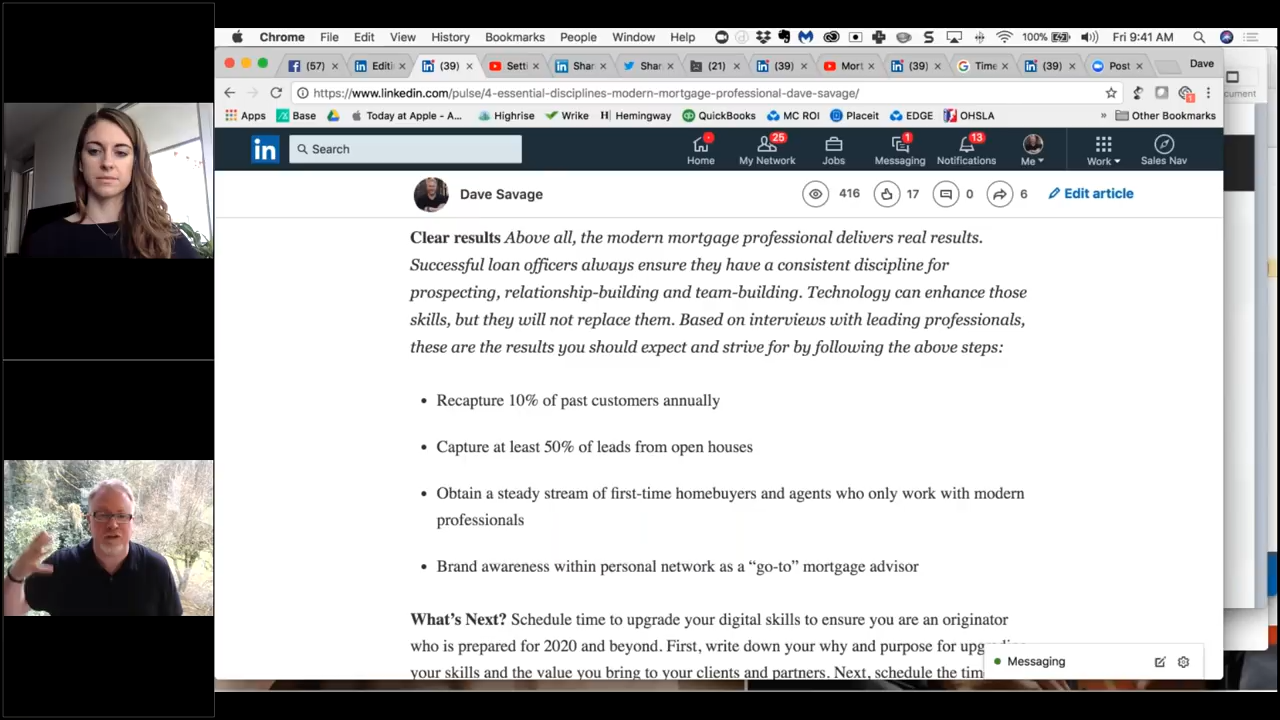 Chrome File Edit View History Bookmarks People Window Help 100% Fri 9:41 AM
(57) Editi (39) Setti Shar Shar (21) (39) Mort (39) Time (39) Post Dave
https://www.linkedin.com/pulse/4-essential-disciplines-modern-mortgage-professional-dave-savage/
Apps Base Today at Apple - A... Highrise Wrike Hemingway QuickBooks MC ROI Placeit EDGE OHSLA » Other Bookmarks
in Search
25 1 13
Home My Network Jobs Messaging Notifications Me Work Sales Nav
Dave Savage 416 17 0 6 Edit article
Clear results Above all, the modern mortgage professional delivers real results.
Successful loan officers always ensure they have a consistent discipline for
prospecting, relationship-building and team-building. Technology can enhance those
skills, but they will not replace them. Based on interviews with leading professionals,
these are the results you should expect and strive for by following the above steps:
• Recapture 10% of past customers annually
• Capture at least 50% of leads from open houses
• Obtain a steady stream of first-time homebuyers and agents who only work with modern
professionals
• Brand awareness within personal network as a “go-to” mortgage advisor
What’s Next? Schedule time to upgrade your digital skills to ensure you are an originator
who is prepared for 2020 and beyond. First, write down your why and purpose for
your skills and the value you bring to your clients and partners. Next, schedule the
Messaging